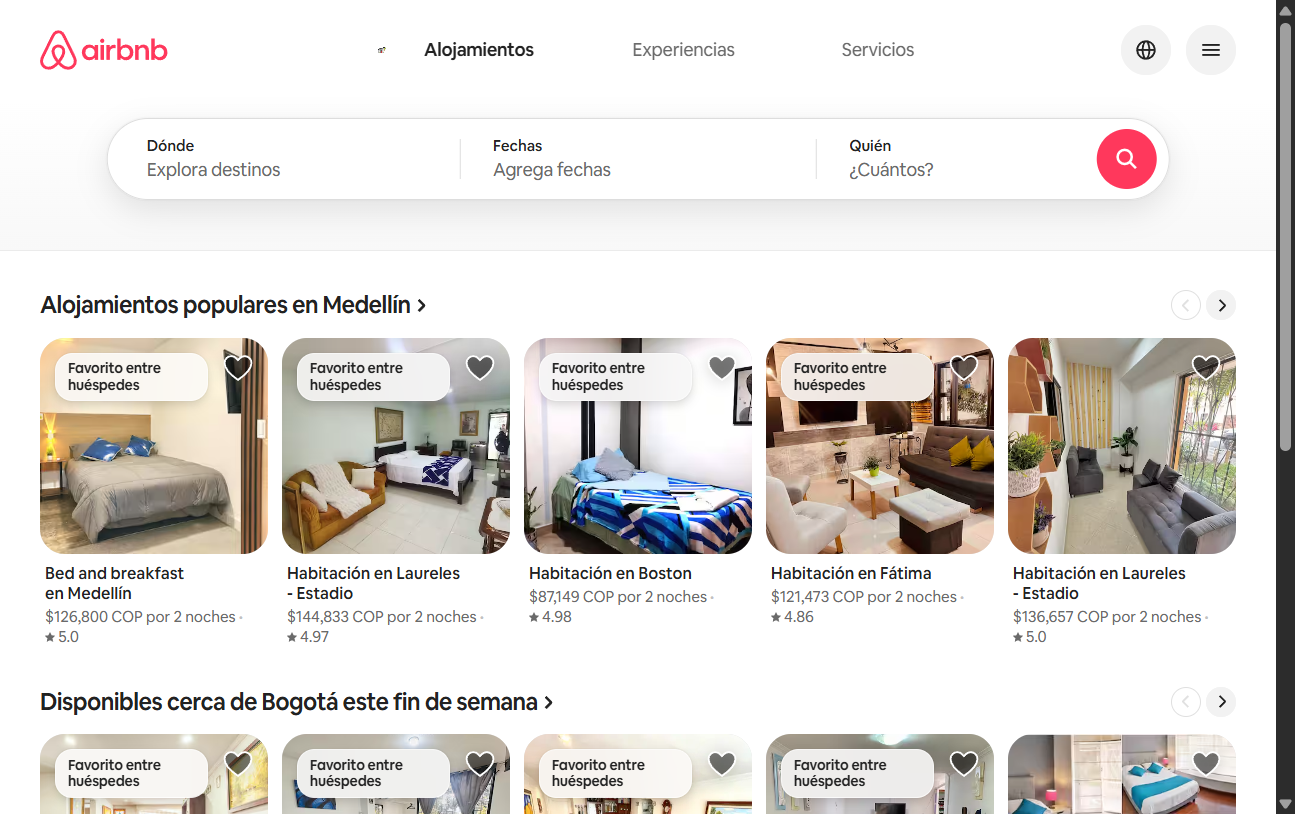 airbnb
Alojamientos
Experiencias
Servicios
Dónde
Explora destinos
Fechas
Agrega fechas
Quién
¿Cuántos?
Alojamientos populares en Medellín
Favorito entre
huéspedes
Favorito entre
huéspedes
Favorito entre
huéspedes
Favorito entre
huéspedes
Bed and breakfast
en Medellín
$126,800 COP por 2 noches ·
★ 5.0
Habitación en Laureles
- Estadio
$144,833 COP por 2 noches ·
★ 4.97
Habitación en Boston
$87,149 COP por 2 noches ·
★ 4.98
Habitación en Fátima
$121,473 COP por 2 noches ·
★ 4.86
Habitación en Laureles
- Estadio
$136,657 COP por 2 noches ·
★ 5.0
Disponibles cerca de Bogotá este fin de semana
Favorito entre
huéspedes
Favorito entre
huéspedes
Favorito entre
huéspedes
Favorito entre
huéspedes